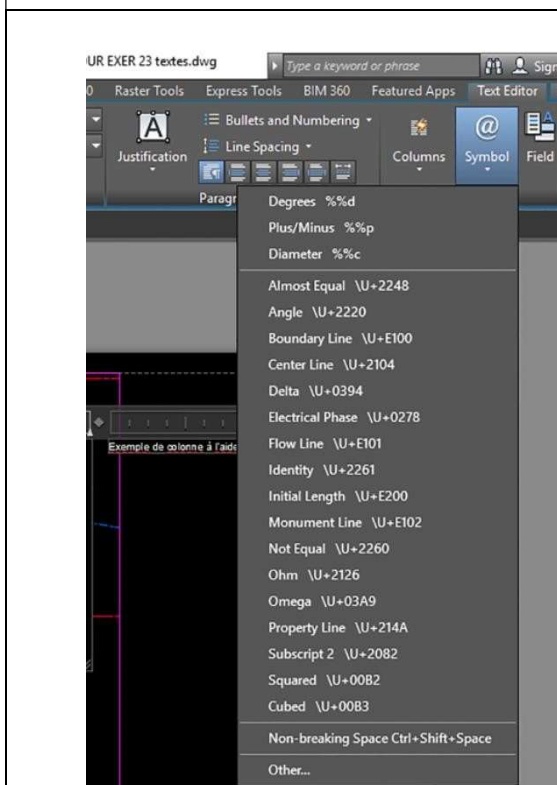 UR EXER 23 textes.dwg
Type a keyword or phrase
Sign
0 Raster Tools Express Tools BIM 360 Featured Apps Text Editor
A
Justification
Bullets and Numbering
Line Spacing
Columns
@
Symbol
Field
Paragr
Degrees %%d
Plus/Minus %%p
Diameter %%c
Almost Equal \U+2248
Angle \U+2220
Boundary Line \U+E100
Center Line \U+2104
Delta \U+0394
Electrical Phase \U+0278
Flow Line \U+E101
Identity \U+2261
Initial Length \U+E200
Monument Line \U+E102
Not Equal \U+2260
Ohm \U+2126
Omega \U+03A9
Property Line \U+214A
Subscript 2 \U+2082
Squared \U+00B2
Cubed \U+00B3
Non-breaking Space Ctrl+Shift+Space
Other...
Exemple de colonne à l'aide